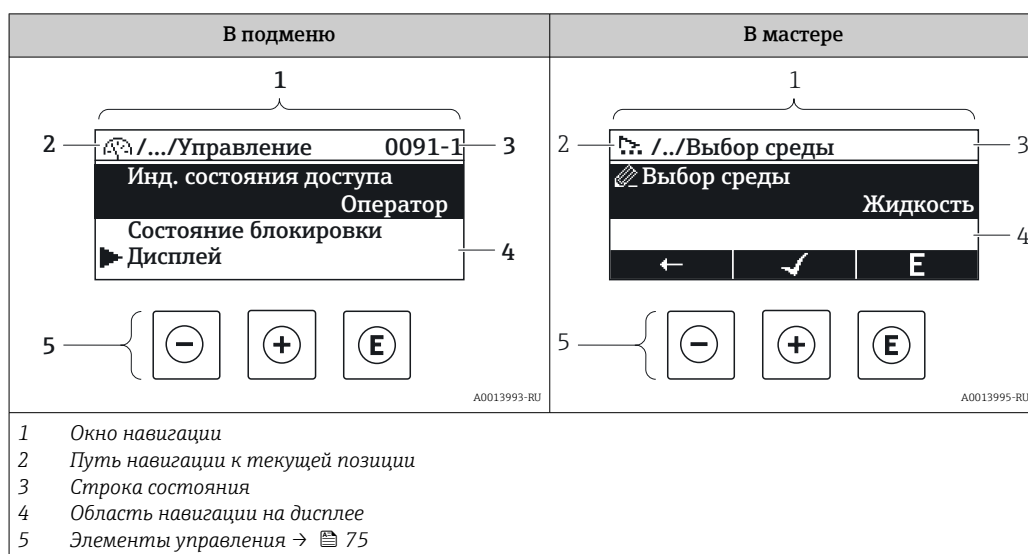 В подменю
В мастере
1
2
/.../Управление 0091-1
3
Инд. состояния доступа
Оператор
Состояние блокировки
Дисплей
4
5
E
A0013993-RU
1
2
/../Выбор среды
3
Выбор среды
Жидкость
4
E
5
E
A0013995-RU
1 Окно навигации
2 Путь навигации к текущей позиции
3 Строка состояния
4 Область навигации на дисплее
5 Элементы управления → 75